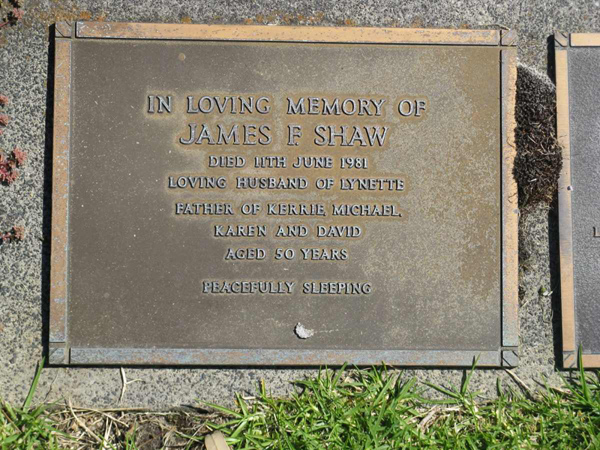 IN LOVING MEMORY OF
JAMES F SHAW
DIED 11TH JUNE 1981
LOVING HUSBAND OF LYNETTE
FATHER OF KERRIE, MICHAEL,
KAREN AND DAVID
AGED 50 YEARS
PEACEFULLY SLEEPING
L